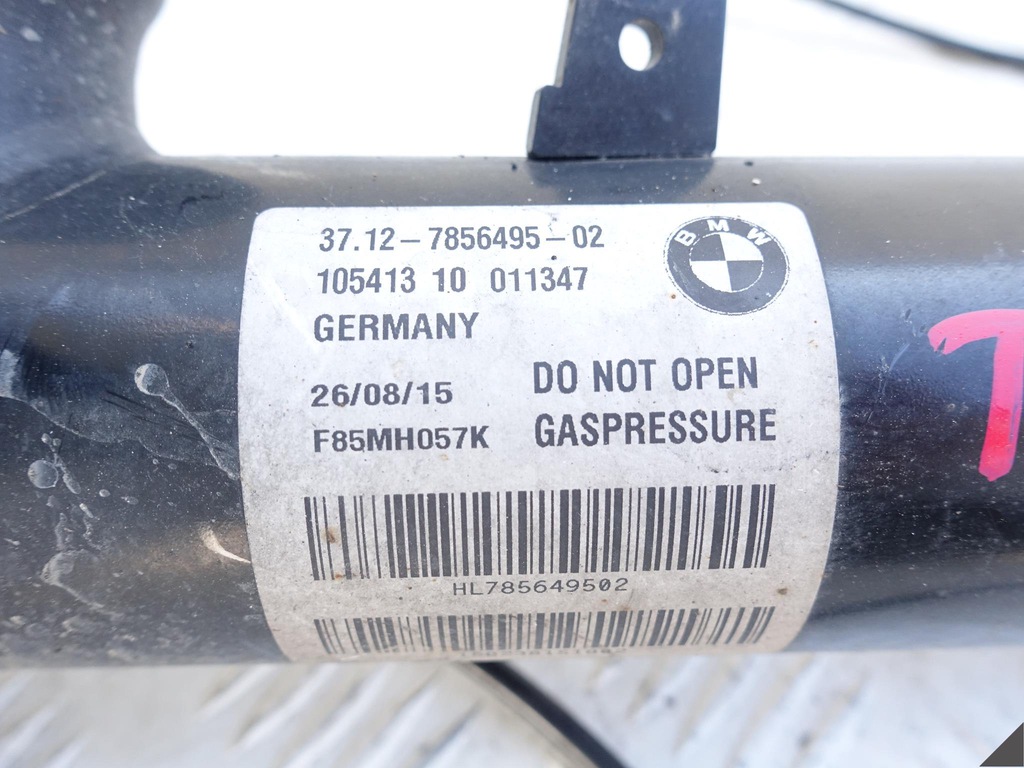 37.12-7856495-02
BMW
105413 10 011347
GERMANY
26/08/15
DO NOT OPEN
F85MH057K
GASPRESSURE
HL785649502
T